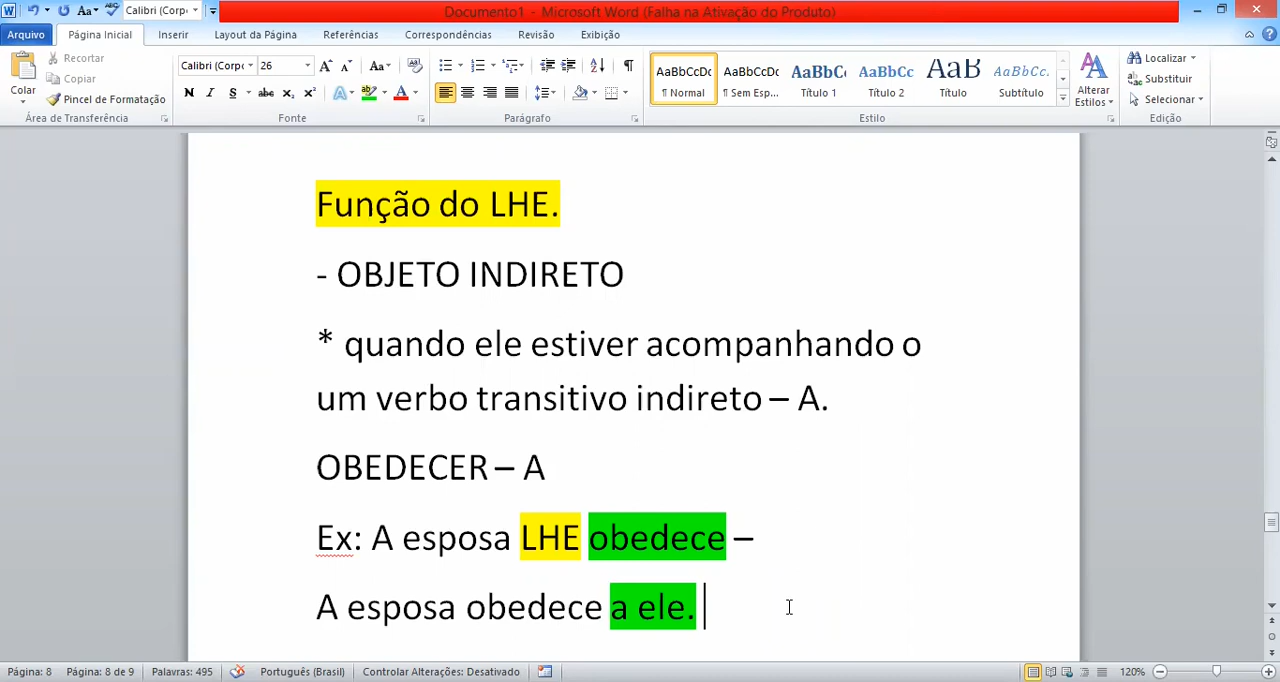 Calibri (Corp
Documento1 - Microsoft Word (Falha na Ativação do Produto)
Arquivo Página Inicial Inserir Layout da Página Referências Correspondências Revisão Exibição
Colar
Recortar
Copiar
Pincel de Formatação
Área de Transferência
Calibri (Corpo 26
Fonte
Parágrafo
AaBbCcDc AaBbCcDc AaBbC AaBbCc AaB AaBbCc.
¶ Normal ¶ Sem Esp... Título 1 Título 2 Título Subtítulo
Estilo
Alterar
Estilos
Localizar
Substituir
Selecionar
Edição
Função do LHE.
- OBJETO INDIRETO
* quando ele estiver acompanhando o
um verbo transitivo indireto – A.
OBEDECER – A
Ex: A esposa LHE obedece –
A esposa obedece a ele.
Página: 8 Página: 8 de 9 Palavras: 495 Português (Brasil) Controlar Alterações: Desativado 120%